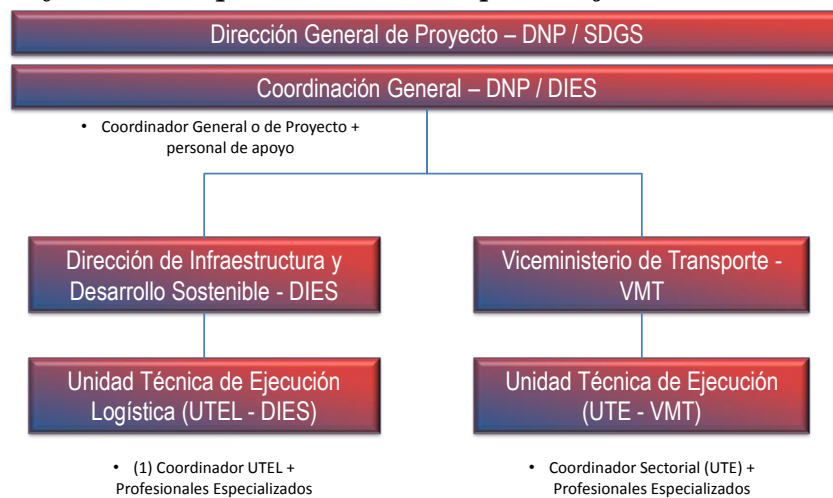 Dirección General de Proyecto – DNP / SDGS
Coordinación General – DNP / DIES
• Coordinador General o de Proyecto +
personal de apoyo
Dirección de Infraestructura y
Desarrollo Sostenible - DIES
Viceministerio de Transporte -
VMT
Unidad Técnica de Ejecución
Logística (UTEL - DIES)
Unidad Técnica de Ejecución
(UTE - VMT)
• (1) Coordinador UTEL +
Profesionales Especializados
• Coordinador Sectorial (UTE) +
Profesionales Especializados